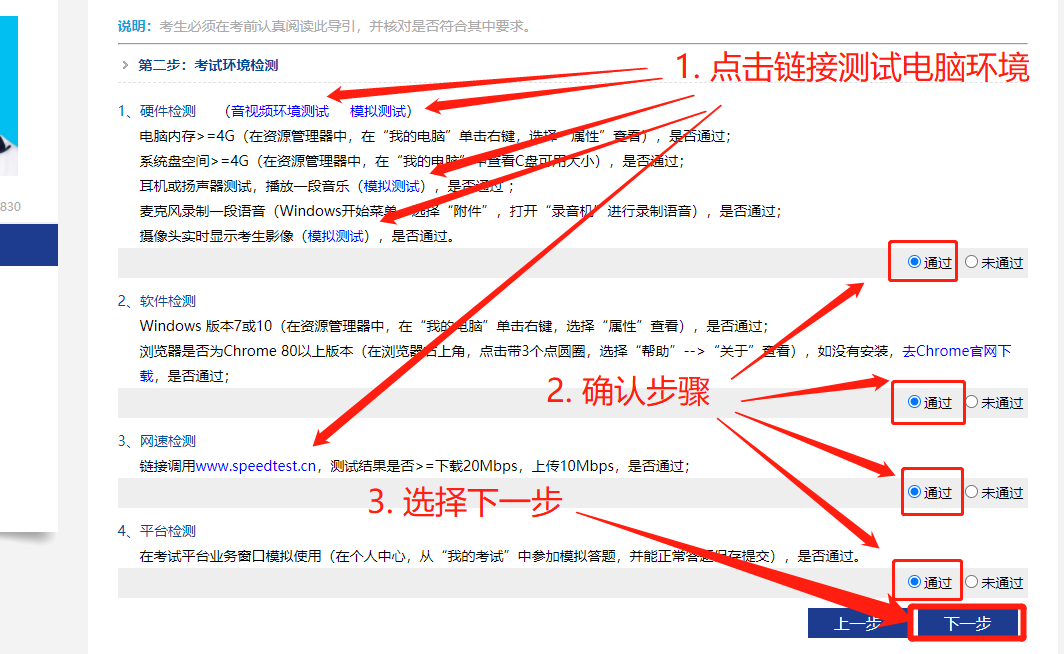 说明：考生必须在考前认真阅读此导引，并核对是否符合其中要求。
第二步：考试环境检测
1. 点击链接测试电脑环境
1、硬件检测 （音视频环境测试 模拟测试）
电脑内存>=4G（在资源管理器中，在“我的电脑”单击右键，选择“属性”查看），是否通过；
系统盘空间>=4G（在资源管理器中，在“我的电脑”中查看C盘可用大小），是否通过；
耳机或扬声器测试，播放一段音乐（模拟测试），是否通过；
830
麦克风录制一段语音（Windows开始菜单，选择“附件”，打开“录音机”进行录制语音），是否通过；
摄像头实时显示考生影像（模拟测试），是否通过。
通过 未通过
2、软件检测
Windows 版本7或10（在资源管理器中，在“我的电脑”单击右键，选择“属性”查看），是否通过；
浏览器是否为Chrome 80以上版本（在浏览器右上角，点击带3个点圆圈，选择“帮助”-->“关于”查看），如没有安装，去Chrome官网下
载，是否通过；
2. 确认步骤
通过 未通过
3、网速检测
链接调用www.speedtest.cn，测试结果是否>=下载20Mbps，上传10Mbps，是否通过；
通过 未通过
3. 选择下一步
4、平台检测
在考试平台业务窗口模拟使用（在个人中心，从“我的考试”中参加模拟答题，并能正常答题保存提交），是否通过。
通过 未通过
上一步 下一步